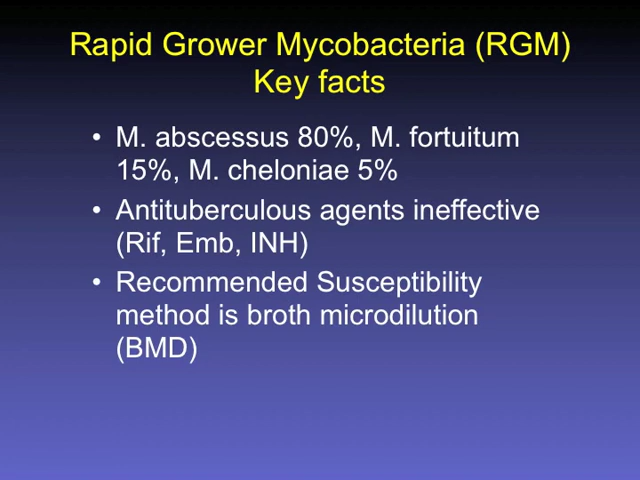 Rapid Grower Mycobacteria (RGM)
Key facts
• M. abscessus 80%, M. fortuitum
15%, M. cheloniae 5%
• Antituberculous agents ineffective
(Rif, Emb, INH)
• Recommended Susceptibility
method is broth microdilution
(BMD)